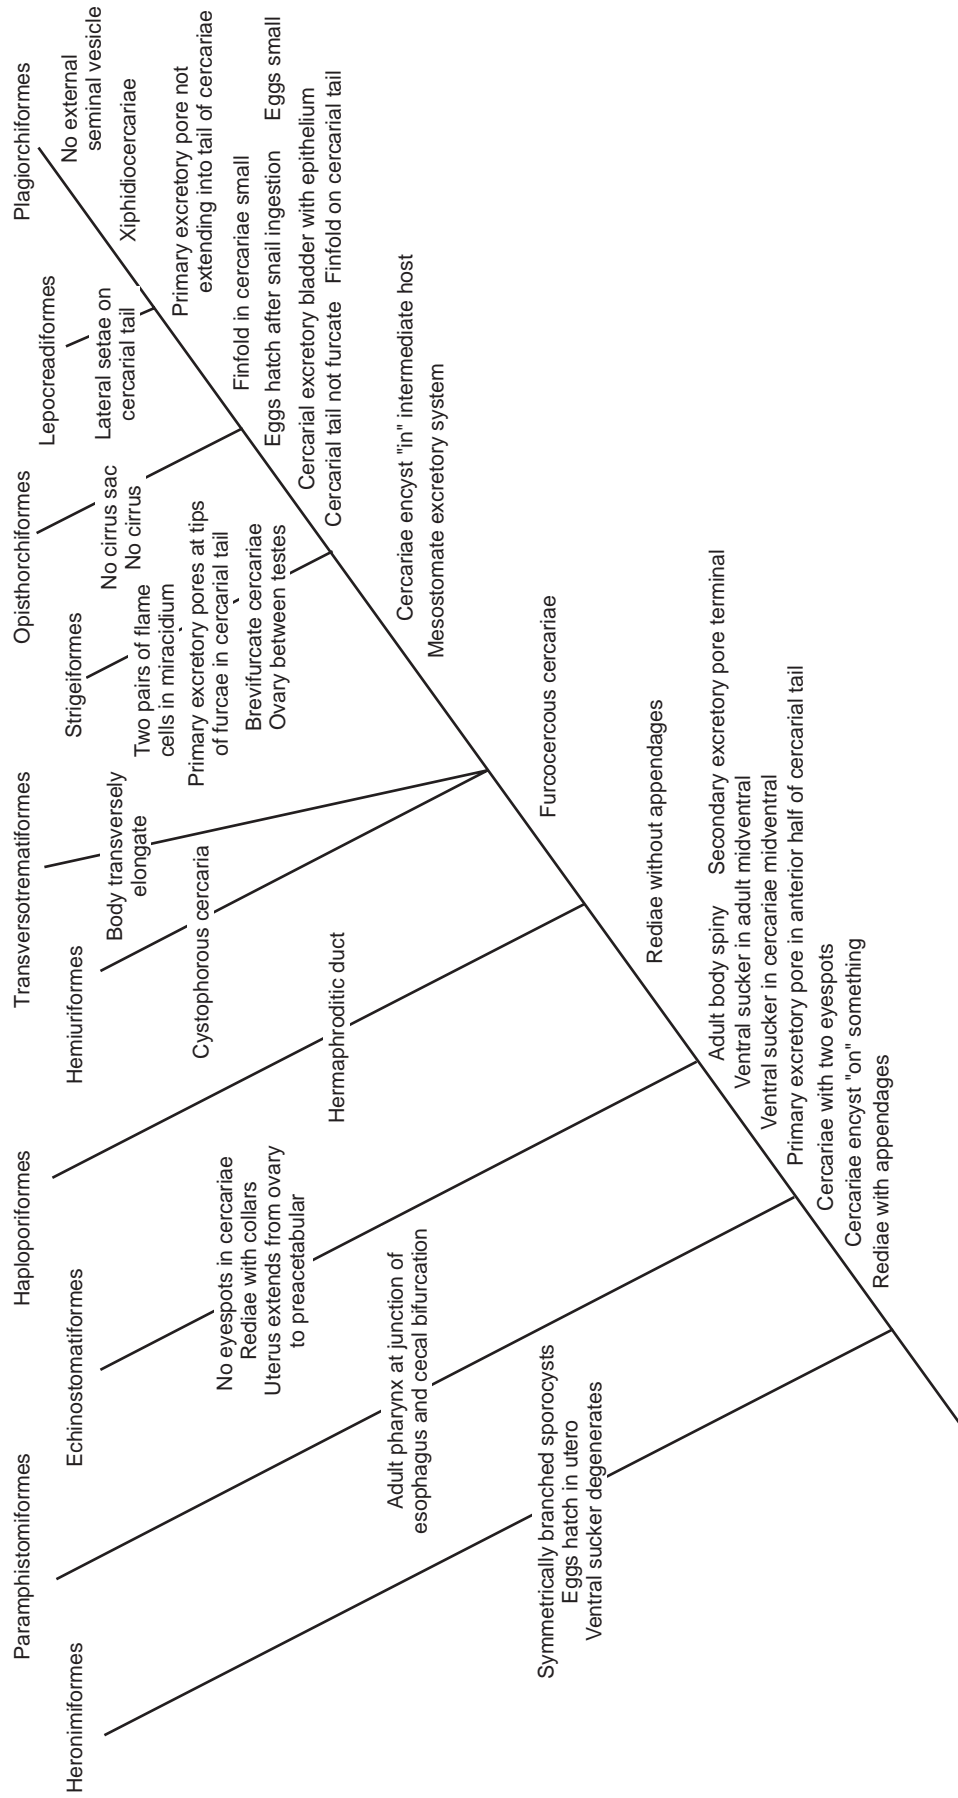 Heronimiformes
Paramphistomiformes
Echinostomatiformes
Haploporiformes
Hemiuriformes
Transversotrematiformes
Strigeiformes
Opisthorchiformes
Lepocreadiformes
Plagiorchiformes
No external
seminal vesicle
Xiphidiocercariae
Primary excretory pore not
extending into tail of cercariae
Lateral setae on
cercarial tail
Finfold in cercariae small
Eggs hatch after snail ingestion Eggs small
Cercarial excretory bladder with epithelium
Cercarial tail not furcate Finfold on cercarial tail
No cirrus sac
No cirrus
Two pairs of flame
cells in miracidium
Primary excretory pores at tips
of furcae in cercarial tail
Brevifurcate cercariae
Ovary between testes
Cercariae encyst "in" intermediate host
Mesostomate excretory system
Body transversely
elongate
Cystophorous cercaria
Furcocercous cercariae
Hermaphroditic duct
Rediae without appendages
No eyespots in cercariae
Rediae with collars
Uterus extends from ovary
to preacetabular
Adult body spiny Secondary excretory pore terminal
Ventral sucker in adult midventral
Ventral sucker in cercariae midventral
Primary excretory pore in anterior half of cercarial tail
Adult pharynx at junction of
esophagus and cecal bifurcation
Cercariae with two eyespots
Cercariae encyst "on" something
Rediae with appendages
Symmetrically branched sporocysts
Eggs hatch in utero
Ventral sucker degenerates